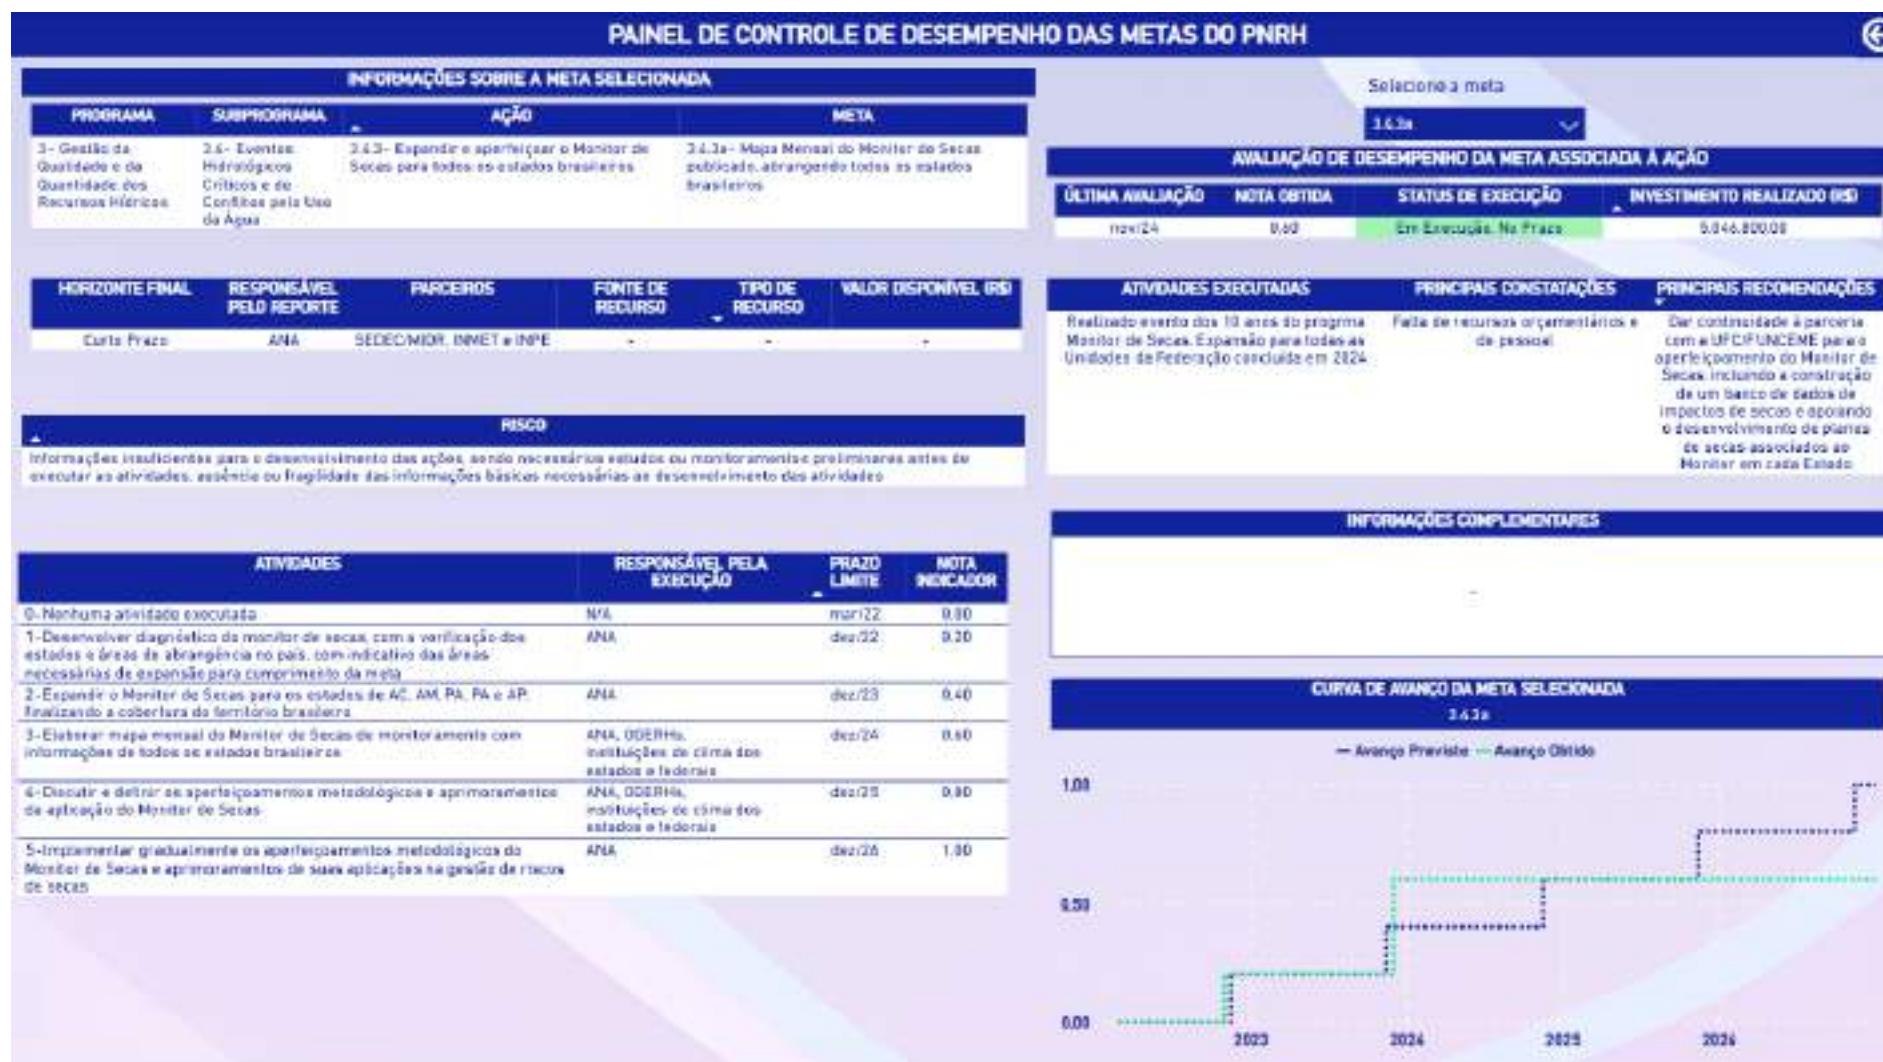 PAINEL DE CONTROLE DE DESEMPENHO DAS METAS DO PNRH
INFORMAÇÕES SOBRE A META SELECIONADA
PROGRAMA SUBPROGRAMA AÇÃO META
3- Gestão da Qualidade e da Quantidade dos Recursos Hídricos
3.4- Eventos Hidrológicos Críticos e de Conflitos pelo Uso da Água
3.4.3- Expandir e aperfeiçoar o Monitor de Secas para todos os estados brasileiros
3.4.3a- Mapa Mensal do Monitor de Secas publicado, abrangendo todos os estados brasileiros
HORIZONTE FINAL RESPONSÁVEL PELO REPORTE PARCEIROS FONTE DE RECURSO TIPO DE RECURSO VALOR DISPONÍVEL (R$)
Curto Prazo ANA SEDEC/MIDR, INMET e INPE - - -
RISCO
Informações insuficientes para o desenvolvimento das ações, sendo necessários estudos ou monitoramentos preliminares antes de
executar as atividades, ausência ou fragilidade das informações básicas necessárias ao desenvolvimento das atividades
ATIVIDADES RESPONSÁVEL PELA EXECUÇÃO PRAZO LIMITE NOTA INDICADOR
0-Nenhuma atividade executada N/A mar/22 0,00
1-Desenvolver diagnóstico do monitor de secas, com a verificação dos ANA dez/22 0,20
estados e áreas de abrangência no país, com indicativo das áreas
necessárias de expansão para cumprimento da meta
2-Expandir o Monitor de Secas para os estados de AC, AM, PA, PA e AP, ANA dez/23 0,40
finalizando a cobertura do território brasileiro
3-Elaborar mapa mensal do Monitor de Secas de monitoramento com ANA, OGERHs, dez/24 0,60
informações de todos os estados brasileiros instituições de clima dos
estados e federais
4-Discutir e definir os aperfeiçoamentos metodológicos e aprimoramentos ANA, OGERHs, dez/25 0,80
da aplicação do Monitor de Secas instituições de clima dos
estados e federais
5-Implementar gradualmente os aperfeiçoamentos metodológicos do ANA dez/26 1,00
Monitor de Secas e aprimoramentos de suas aplicações na gestão de riscos
de secas
Selecione a meta
3.4.3a
AVALIAÇÃO DE DESEMPENHO DA META ASSOCIADA À AÇÃO
ÚLTIMA AVALIAÇÃO NOTA OBTIDA STATUS DE EXECUÇÃO INVESTIMENTO REALIZADO (R$)
nov/24 0,60 Em Execução, No Prazo 5.046.800,00
ATIVIDADES EXECUTADAS PRINCIPAIS CONSTATAÇÕES PRINCIPAIS RECOMENDAÇÕES
Realizado evento dos 10 anos do progrma
Monitor de Secas. Expansão para todas as
Unidades da Federação concluída em 2024
Falta de recursos orçamentários e
de pessoal
Dar continuidade à parceria
com a UFC/FUNCEME para o
aperfeiçoamento do Monitor de
Secas, incluindo a construção
de um banco de dados de
impactos de secas e apoiando
o desenvolvimento de planos
de secas associados ao
Monitor em cada Estado
INFORMAÇÕES COMPLEMENTARES
-
CURVA DE AVANÇO DA META SELECIONADA
3.4.3a
Avanço Previsto Avanço Obtido
1.00
0.50
0.00
2023 2024 2025 2026